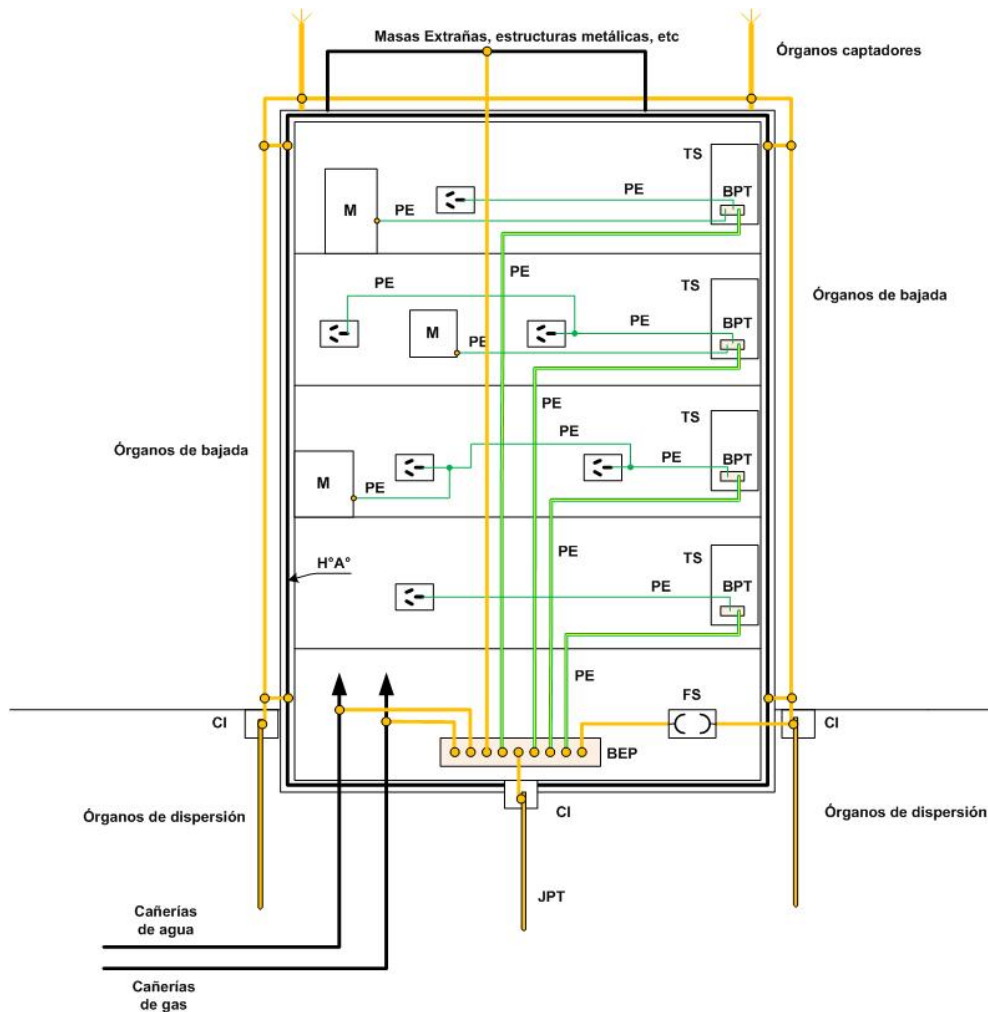 Masas Extrañas, estructuras metálicas, etc
Órganos captadores
TS
PE
BPT
M
PE
PE
TS
PE
Órganos de bajada
PE
BPT
M
PE
PE
TS
PE
Órganos de bajada
PE
BPT
M
PE
PE
TS
H°A°
PE
BPT
PE
FS
CI
CI
BEP
CI
Órganos de dispersión
Órganos de dispersión
JPT
Cañerías
de agua
Cañerías
de gas